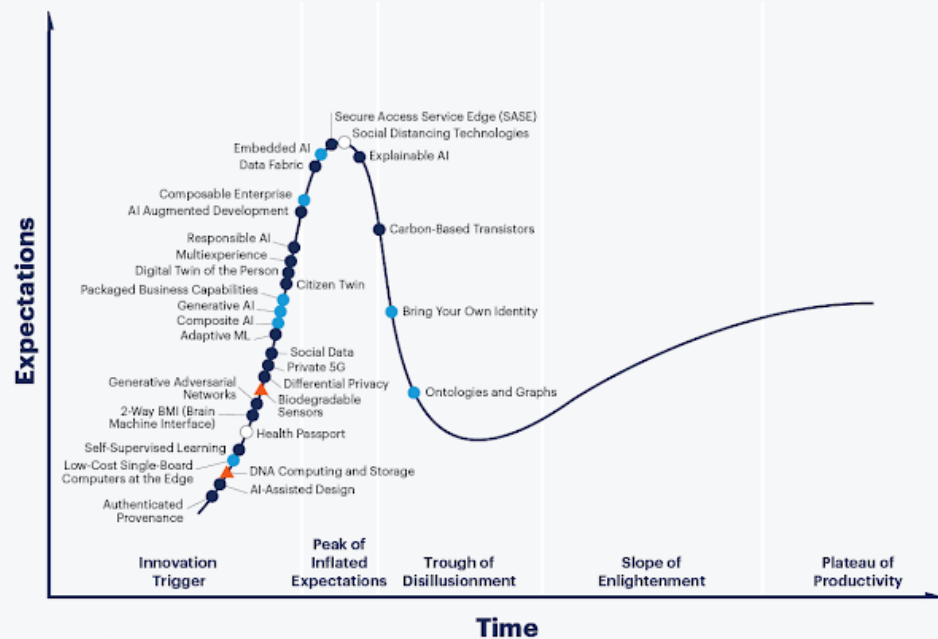 Secure Access Service Edge (SASE)
Social Distancing Technologies
Embedded AI
Explainable AI
Data Fabric
Composable Enterprise
AI Augmented Development
Carbon-Based Transistors
Responsible AI
Multiexperience
Digital Twin of the Person
Citizen Twin
Packaged Business Capabilities
Generative AI
Bring Your Own Identity
Composite AI
Adaptive ML
Social Data
Private 5G
Differential Privacy
Generative Adversarial
Networks
Biodegradable
Sensors
Ontologies and Graphs
2-Way BMI (Brain
Machine Interface)
Health Passport
Self-Supervised Learning
Low-Cost Single-Board
Computers at the Edge
DNA Computing and Storage
AI-Assisted Design
Authenticated
Provenance
Expectations
Innovation
Trigger
Peak of
Inflated
Expectations
Trough of
Disillusionment
Slope of
Enlightenment
Plateau of
Productivity
Time